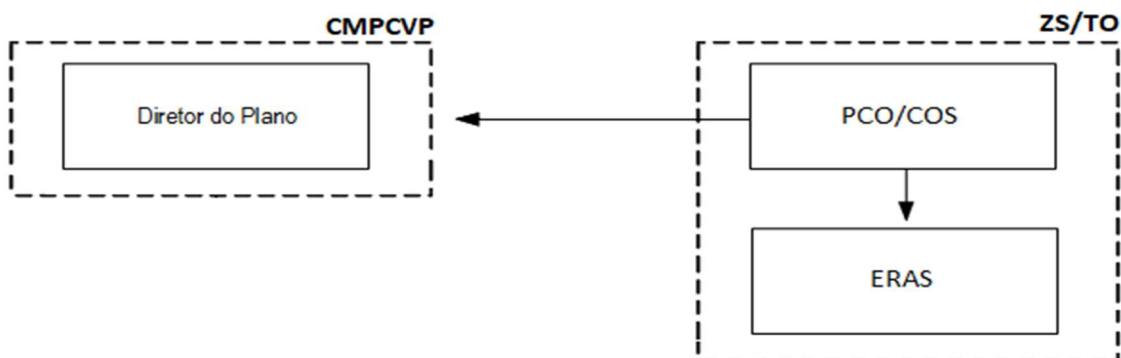 CMPCVP
Diretor do Plano
ZS/TO
PCO/COS
ERAS